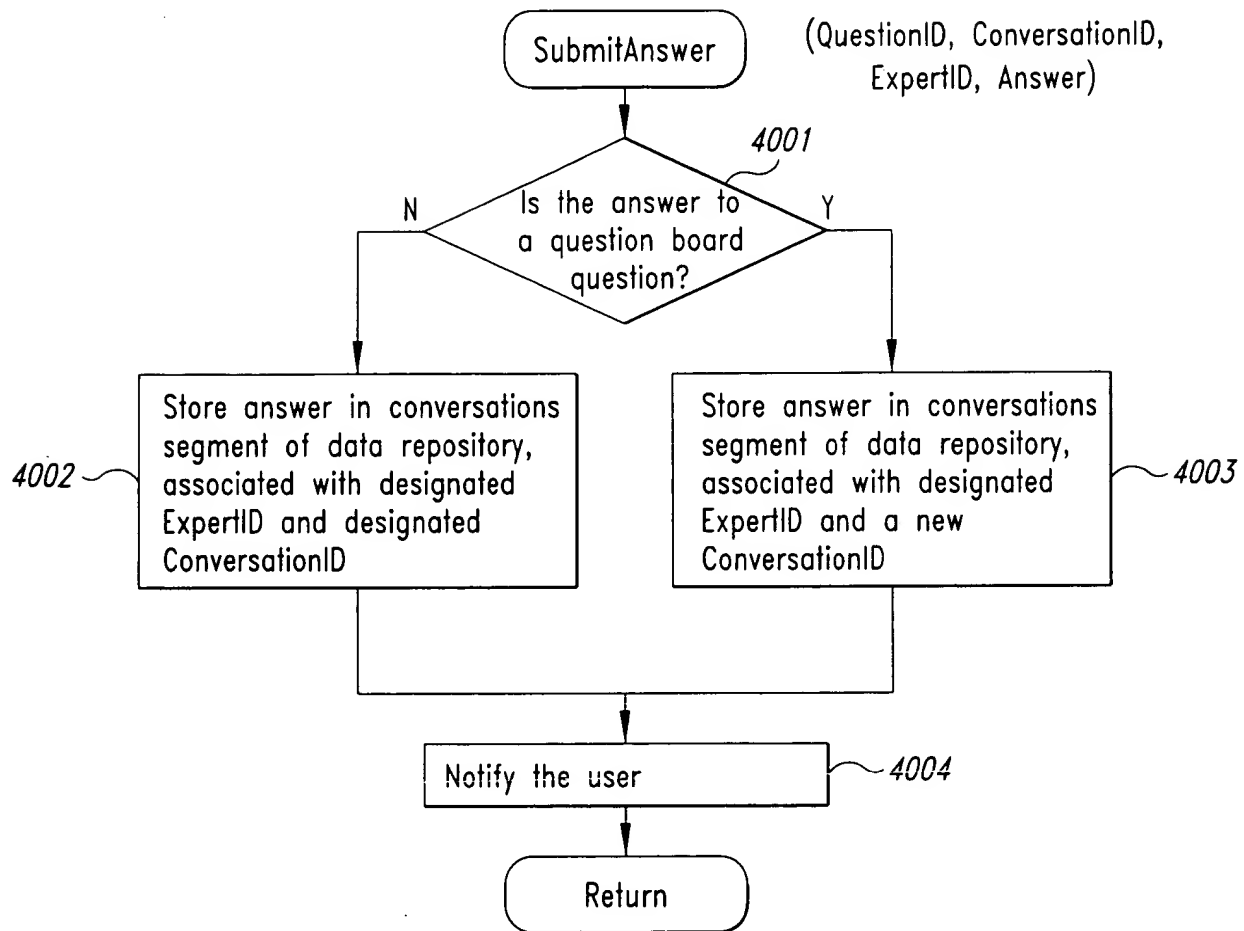 SubmitAnswer
(QuestionID, ConversationID,
ExpertID, Answer)
4001
N
Y
Is the answer to
a question board
question?
4002
Store answer in conversations
segment of data repository,
associated with designated
ExpertID and designated
ConversationID
Store answer in conversations
segment of data repository,
associated with designated
ExpertID and a new
ConversationID
4003
Notify the user
4004
Return